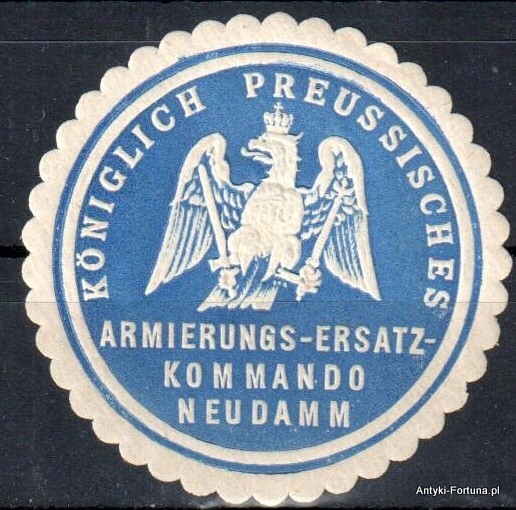 KÖNIGLICH PREUSSISCHES
ARMIERUNGS-ERSATZ-
KOMMANDO
NEUDAMM
Antyki-Fortuna.pl